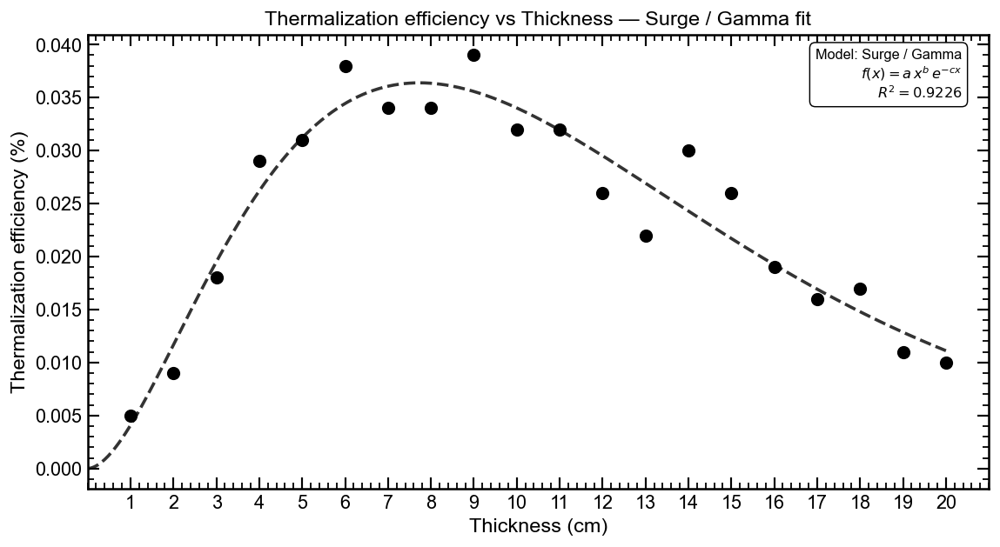 Thermalization efficiency vs Thickness — Surge / Gamma fit
Model: Surge / Gamma
f(x) = a x^b e^{-cx}
R² = 0.9226
Thermalization efficiency (%)
0.040
0.035
0.030
0.025
0.020
0.015
0.010
0.005
0.000
1 2 3 4 5 6 7 8 9 10 11 12 13 14 15 16 17 18 19 20
Thickness (cm)